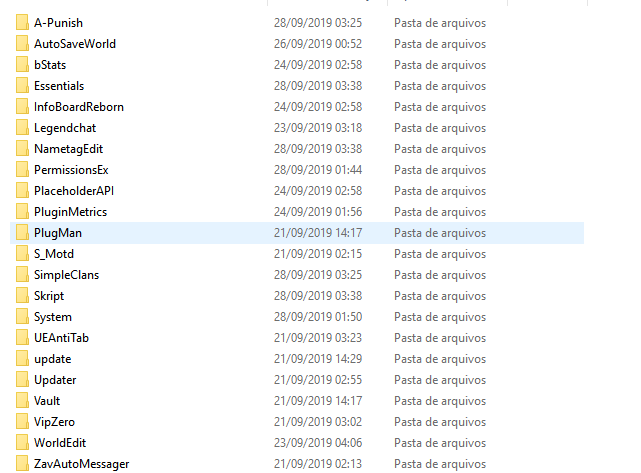 A-Punish 28/09/2019 03:25 Pasta de arquivos
AutoSaveWorld 26/09/2019 00:52 Pasta de arquivos
bStats 24/09/2019 02:58 Pasta de arquivos
Essentials 28/09/2019 03:38 Pasta de arquivos
InfoBoardReborn 24/09/2019 02:58 Pasta de arquivos
Legendchat 23/09/2019 03:18 Pasta de arquivos
NametagEdit 28/09/2019 03:38 Pasta de arquivos
PermissionsEx 28/09/2019 01:44 Pasta de arquivos
PlaceholderAPI 24/09/2019 02:58 Pasta de arquivos
PluginMetrics 24/09/2019 01:56 Pasta de arquivos
PlugMan 21/09/2019 14:17 Pasta de arquivos
S_Motd 21/09/2019 02:15 Pasta de arquivos
SimpleClans 28/09/2019 03:25 Pasta de arquivos
Skript 28/09/2019 03:38 Pasta de arquivos
System 28/09/2019 01:50 Pasta de arquivos
UEAntiTab 21/09/2019 03:23 Pasta de arquivos
update 21/09/2019 14:29 Pasta de arquivos
Updater 21/09/2019 02:55 Pasta de arquivos
Vault 21/09/2019 14:17 Pasta de arquivos
VipZero 21/09/2019 03:02 Pasta de arquivos
WorldEdit 23/09/2019 04:06 Pasta de arquivos
ZavAutoMessager 21/09/2019 02:13 Pasta de arquivos